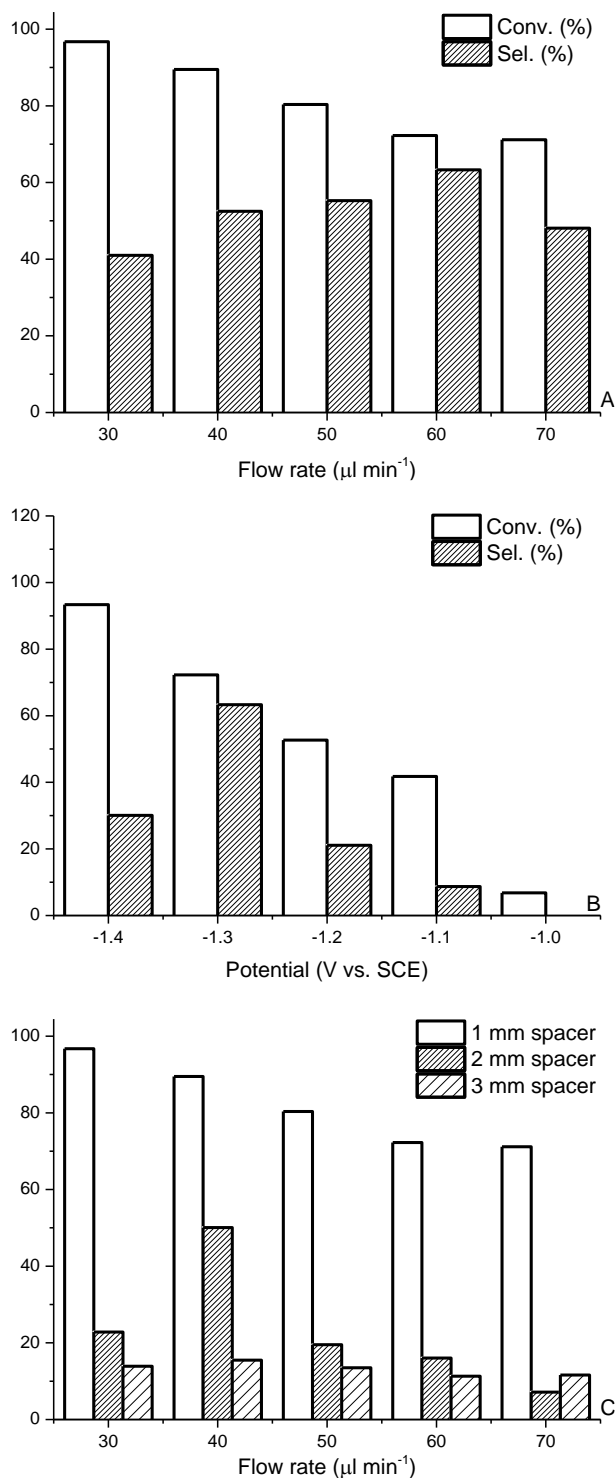 100
80
60
40
20
0
Conv. (%)
Sel. (%)
30 40 50 60 70
A
Flow rate (μl min⁻¹)
120
100
80
60
40
20
0
Conv. (%)
Sel. (%)
-1.4 -1.3 -1.2 -1.1 -1.0
B
Potential (V vs. SCE)
100
80
60
40
20
0
1 mm spacer
2 mm spacer
3 mm spacer
30 40 50 60 70
C
Flow rate (μl min⁻¹)